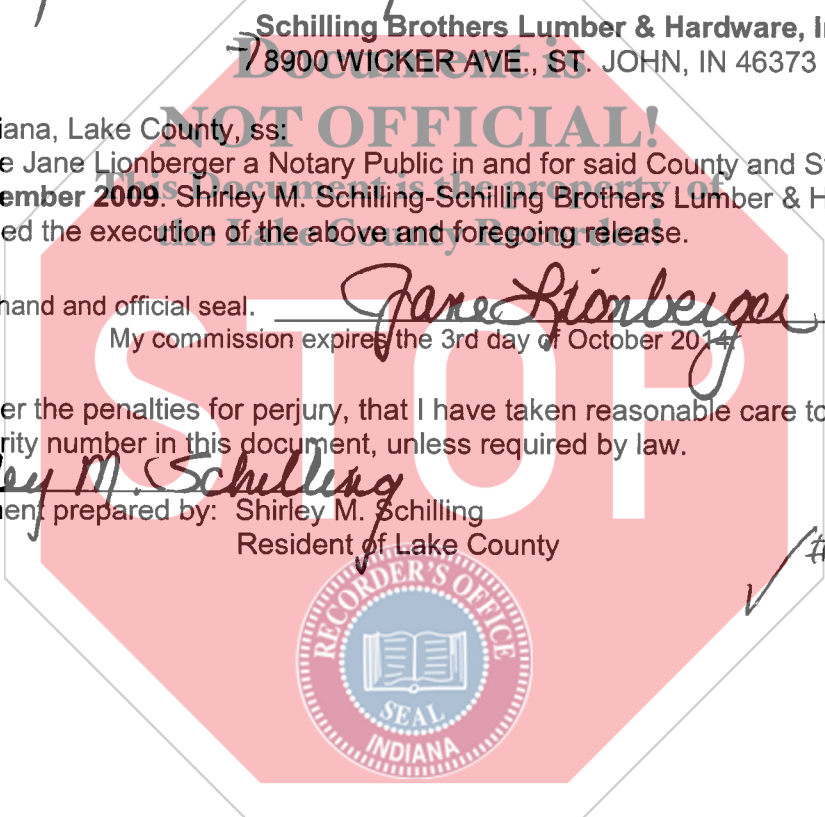 Schilling Brothers Lumber & Hardware, I
8900 WICKER AVE., ST. JOHN, IN 46373
Document is
NOT OFFICIAL!
This Document is the property of
the Lake County Recorder!
iana, Lake County, ss:
e Jane Lionberger a Notary Public in and for said County and S
ember 2009. Shirley M. Schilling-Schilling Brothers Lumber & H
ed the execution of the above and foregoing release.
hand and official seal. Jane Lionberger
My commission expires the 3rd day of October 2014.
STOP
er the penalties for perjury, that I have taken reasonable care to
rity number in this document, unless required by law.
ey M. Schilling
ment prepared by: Shirley M. Schilling
Resident of Lake County
RECORDER'S OFFICE
SEAL
INDIANA